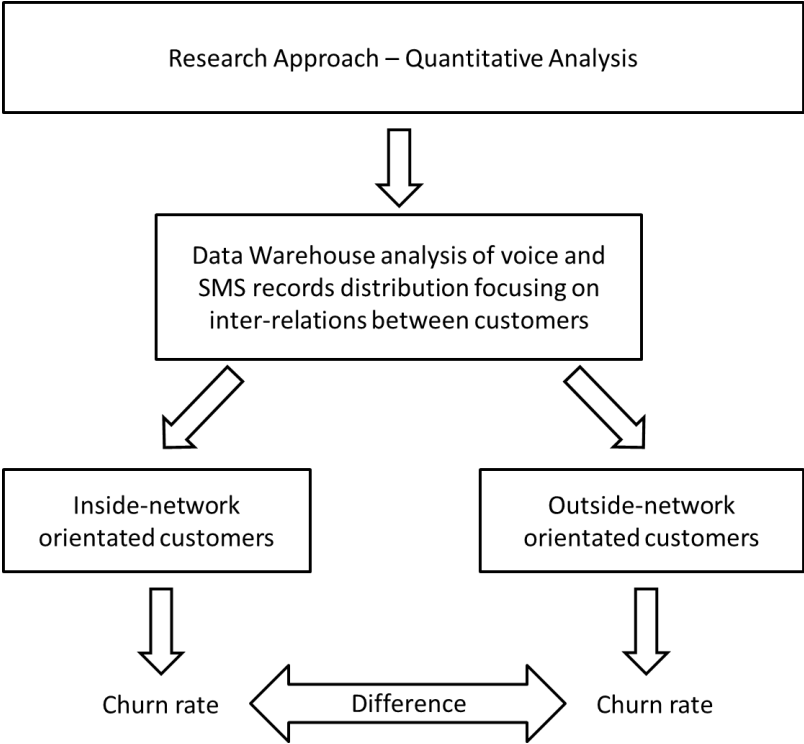 Research Approach – Quantitative Analysis
Data Warehouse analysis of voice and
SMS records distribution focusing on
inter-relations between customers
Inside-network
orientated customers
Outside-network
orientated customers
Churn rate
Difference
Churn rate